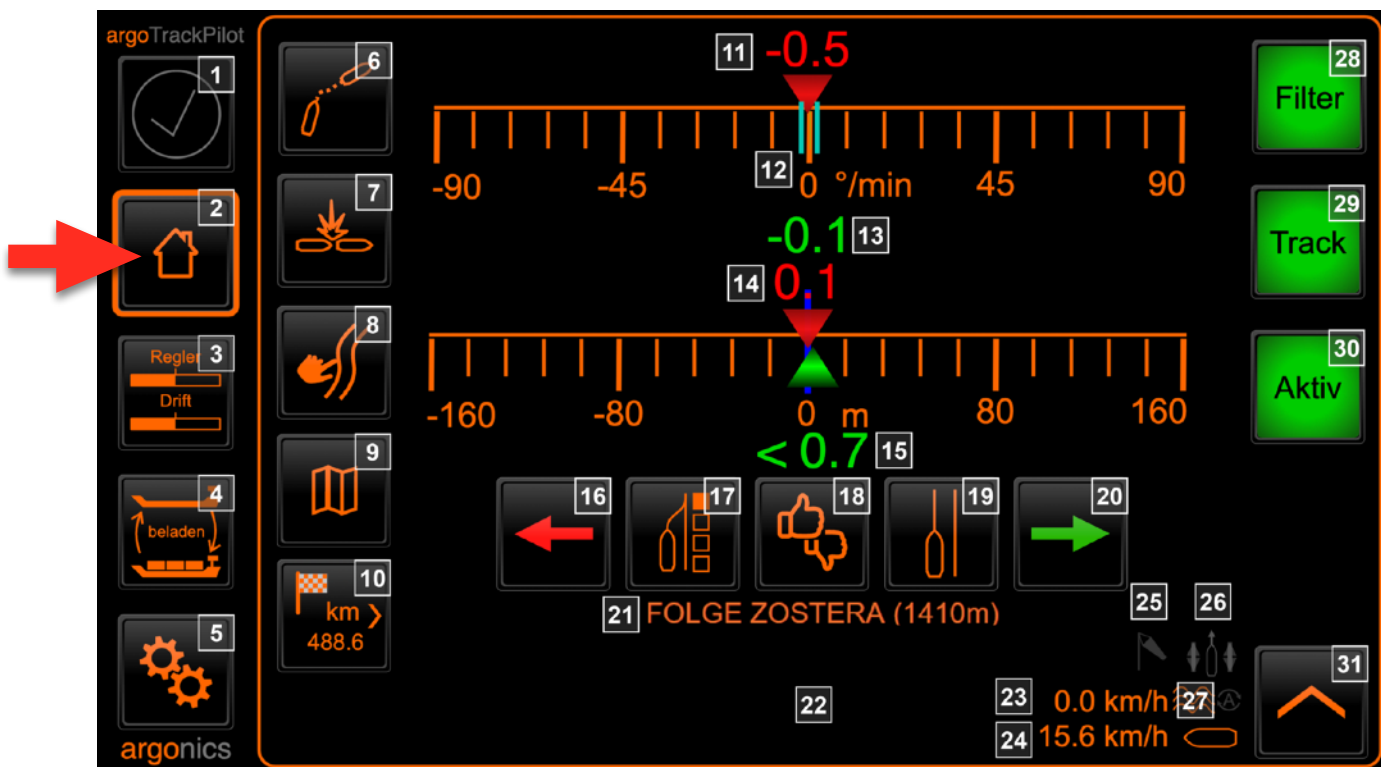 argoTrackPilot
1
2
3
Regler
Drift
4
beladen
5
argonics
6
7
8
9
10
km
488.6
11 -0.5
-90 -45 0 °/min 45 90
12
-0.1 13
14 0.1
-160 -80 0 m 80 160
< 0.7 15
16 17 18 19 20
21 FOLGE ZOSTERA (1410m)
22
25 26
23 0.0 km/h 27 A
24 15.6 km/h
28
Filter
29
Track
30
Aktiv
31